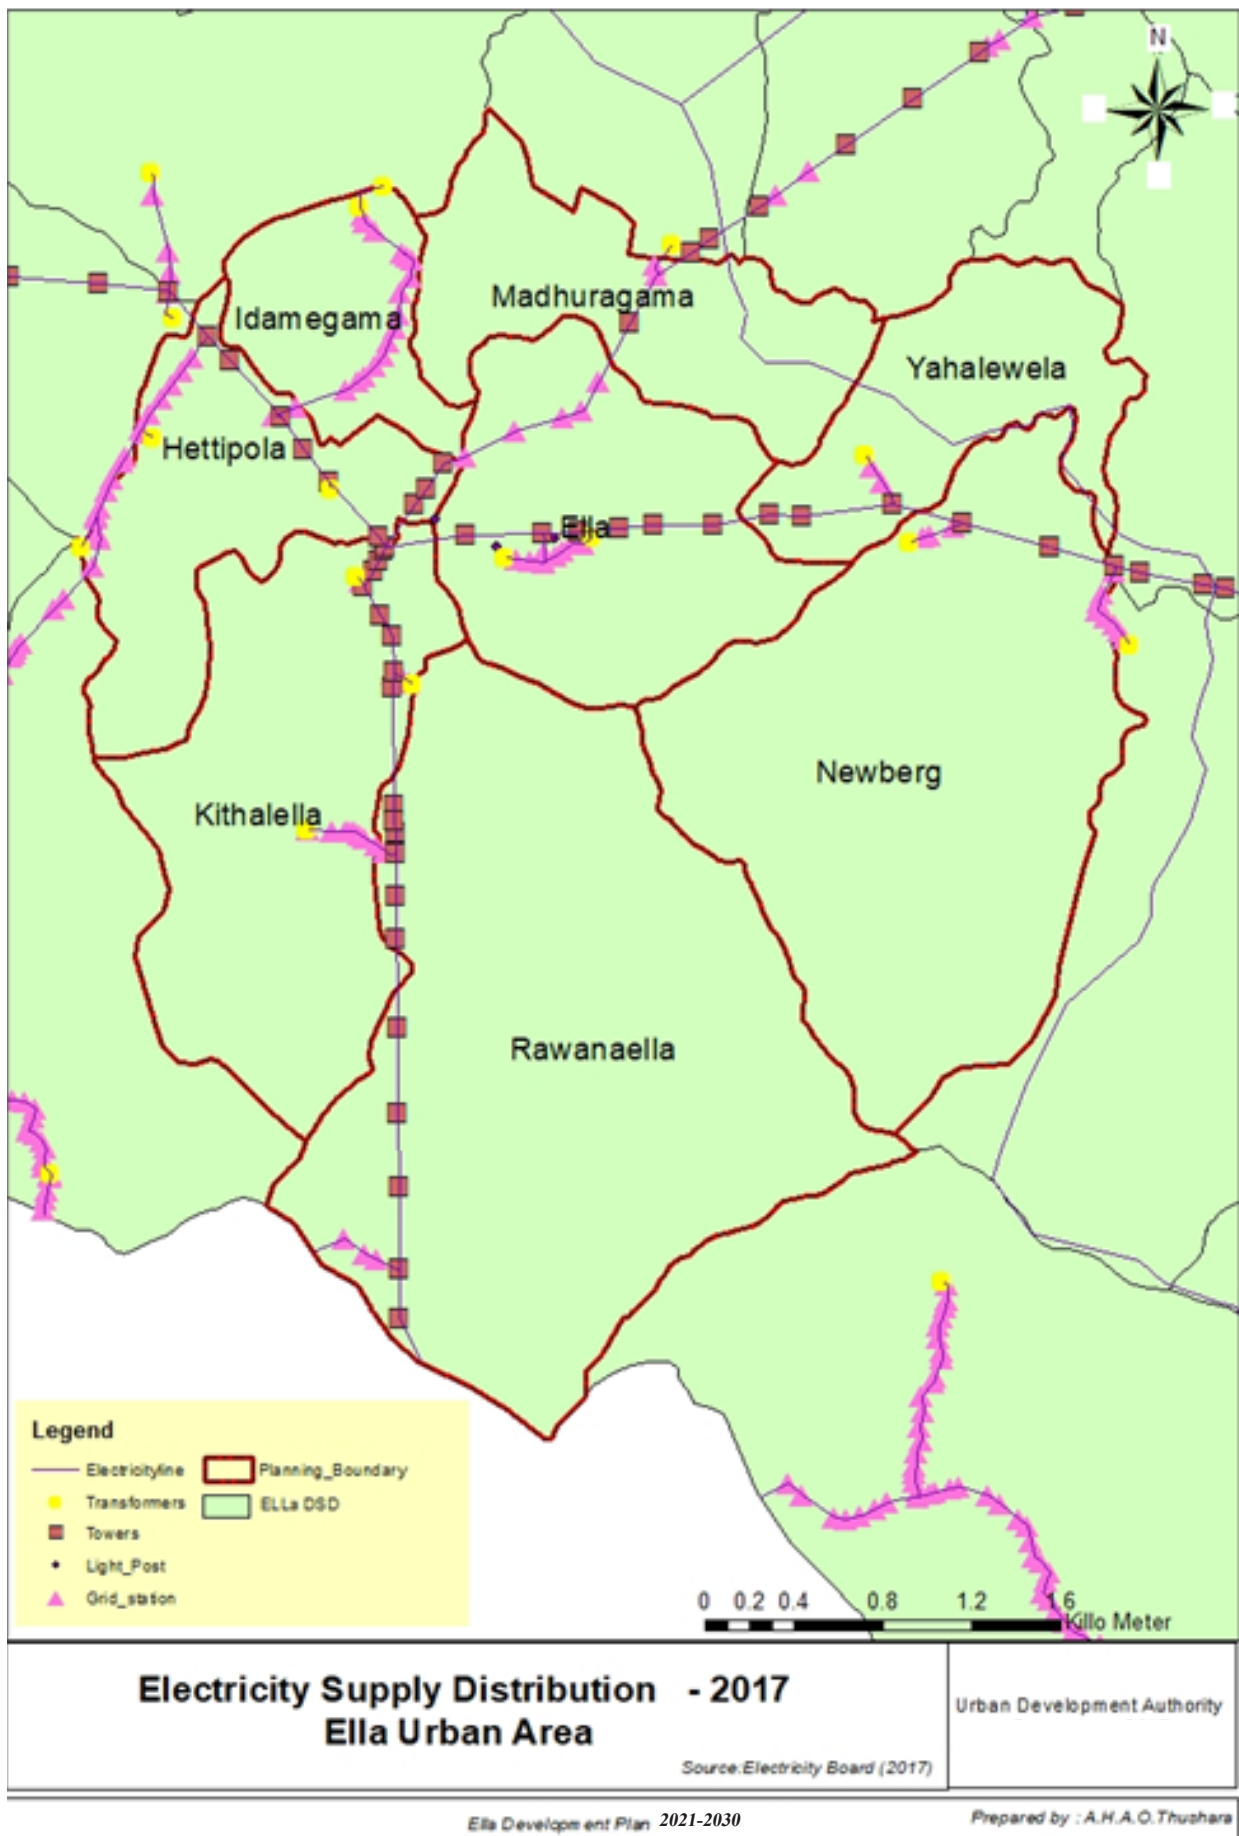 N
Madhuragama
Idamegama
Yahalewela
Hettipola
Ella
Newberg
Kithalella
Rawanaella
Legend
Electricityline
Planning_Boundary
Transformers
ELLa DSD
Towers
Light_Post
Grid_station
0 0.2 0.4 0.8 1.2 1.6
Killo Meter
Electricity Supply Distribution - 2017
Ella Urban Area
Urban Development Authority
Source:Electricity Board (2017)
Ella Development Plan 2021-2030
Prepared by : A.H.A.O.Thushara